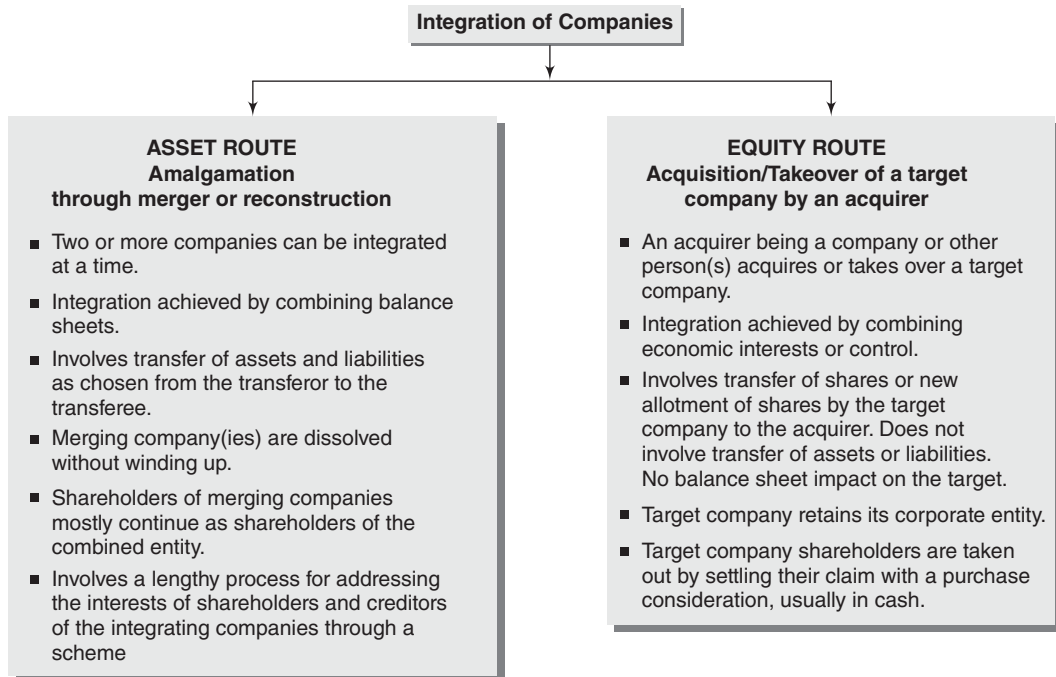 Integration of Companies
ASSET ROUTE
Amalgamation
through merger or reconstruction
■ Two or more companies can be integrated
at a time.
■ Integration achieved by combining balance
sheets.
■ Involves transfer of assets and liabilities
as chosen from the transferor to the
transferee.
■ Merging company(ies) are dissolved
without winding up.
■ Shareholders of merging companies
mostly continue as shareholders of the
combined entity.
■ Involves a lengthy process for addressing
the interests of shareholders and creditors
of the integrating companies through a
scheme
EQUITY ROUTE
Acquisition/Takeover of a target
company by an acquirer
■ An acquirer being a company or other
person(s) acquires or takes over a target
company.
■ Integration achieved by combining
economic interests or control.
■ Involves transfer of shares or new
allotment of shares by the target
company to the acquirer. Does not
involve transfer of assets or liabilities.
No balance sheet impact on the target.
■ Target company retains its corporate entity.
■ Target company shareholders are taken
out by settling their claim with a purchase
consideration, usually in cash.